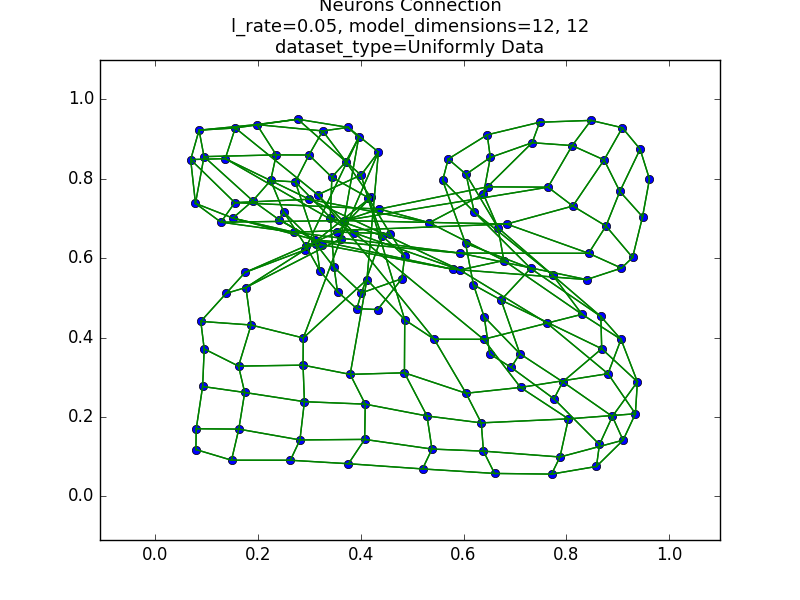 Neurons Connection
l_rate=0.05, model_dimensions=12, 12
dataset_type=Uniformly Data
1.0
0.8
0.6
0.4
0.2
0.0
0.0 0.2 0.4 0.6 0.8 1.0